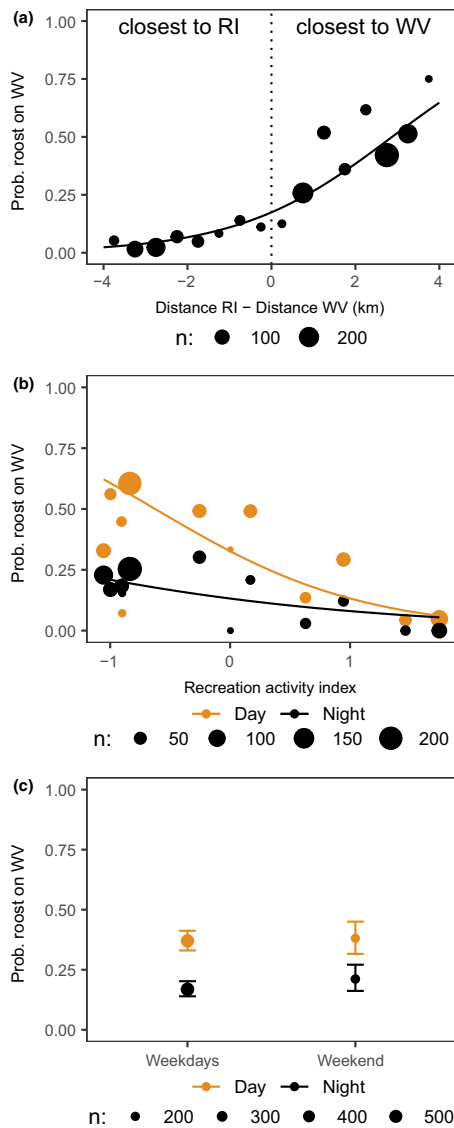 (a)
closest to RI
closest to WV
1.00
0.75
0.50
0.25
0.00
Prob. roost on WV
−4
−2
0
2
4
Distance RI − Distance WV (km)
n: 100 200
(b)
1.00
0.75
0.50
0.25
0.00
Prob. roost on WV
−1
0
1
Recreation activity index
Day Night
n: 50 100 150 200
(c)
1.00
0.75
0.50
0.25
0.00
Prob. roost on WV
Weekdays
Weekend
Day Night
n: 200 300 400 500